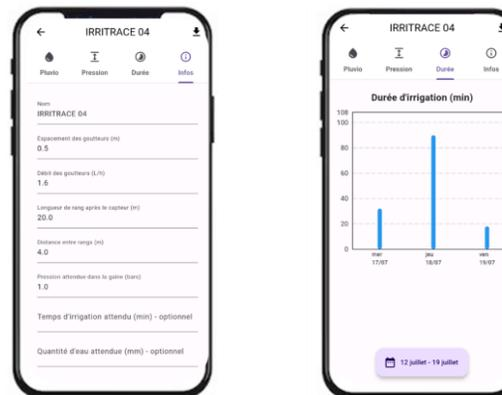 IRRITRACE 04
Pluvio Pression Durée Infos
Nom
IRRITRACE 04
Espacement des goutteurs (m)
0.5
Débit des goutteurs (L/h)
1.6
Longueur de rang après le capteur (m)
20.0
Distance entre rangs (m)
4.0
Pression attendue dans la gaine (bars)
1.0
Temps d'irrigation attendu (min) - optionnel
Quantité d'eau attendue (mm) - optionnel
IRRITRACE 04
Pluvio Pression Durée Infos
Durée d'irrigation (min)
108
100
80
60
40
20
0
mer jeu ven
17/07 18/07 19/07
12 juillet - 19 juillet